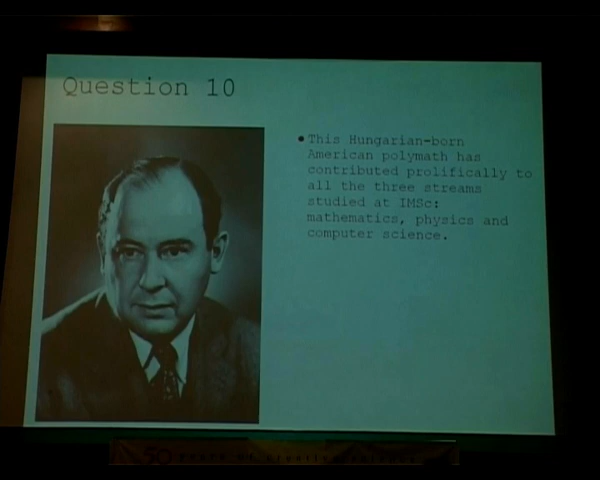 Question 10
• This Hungarian-born
American polymath has
contributed prolifically to
all the three streams
studied at IMSc:
mathematics, physics and
computer science.